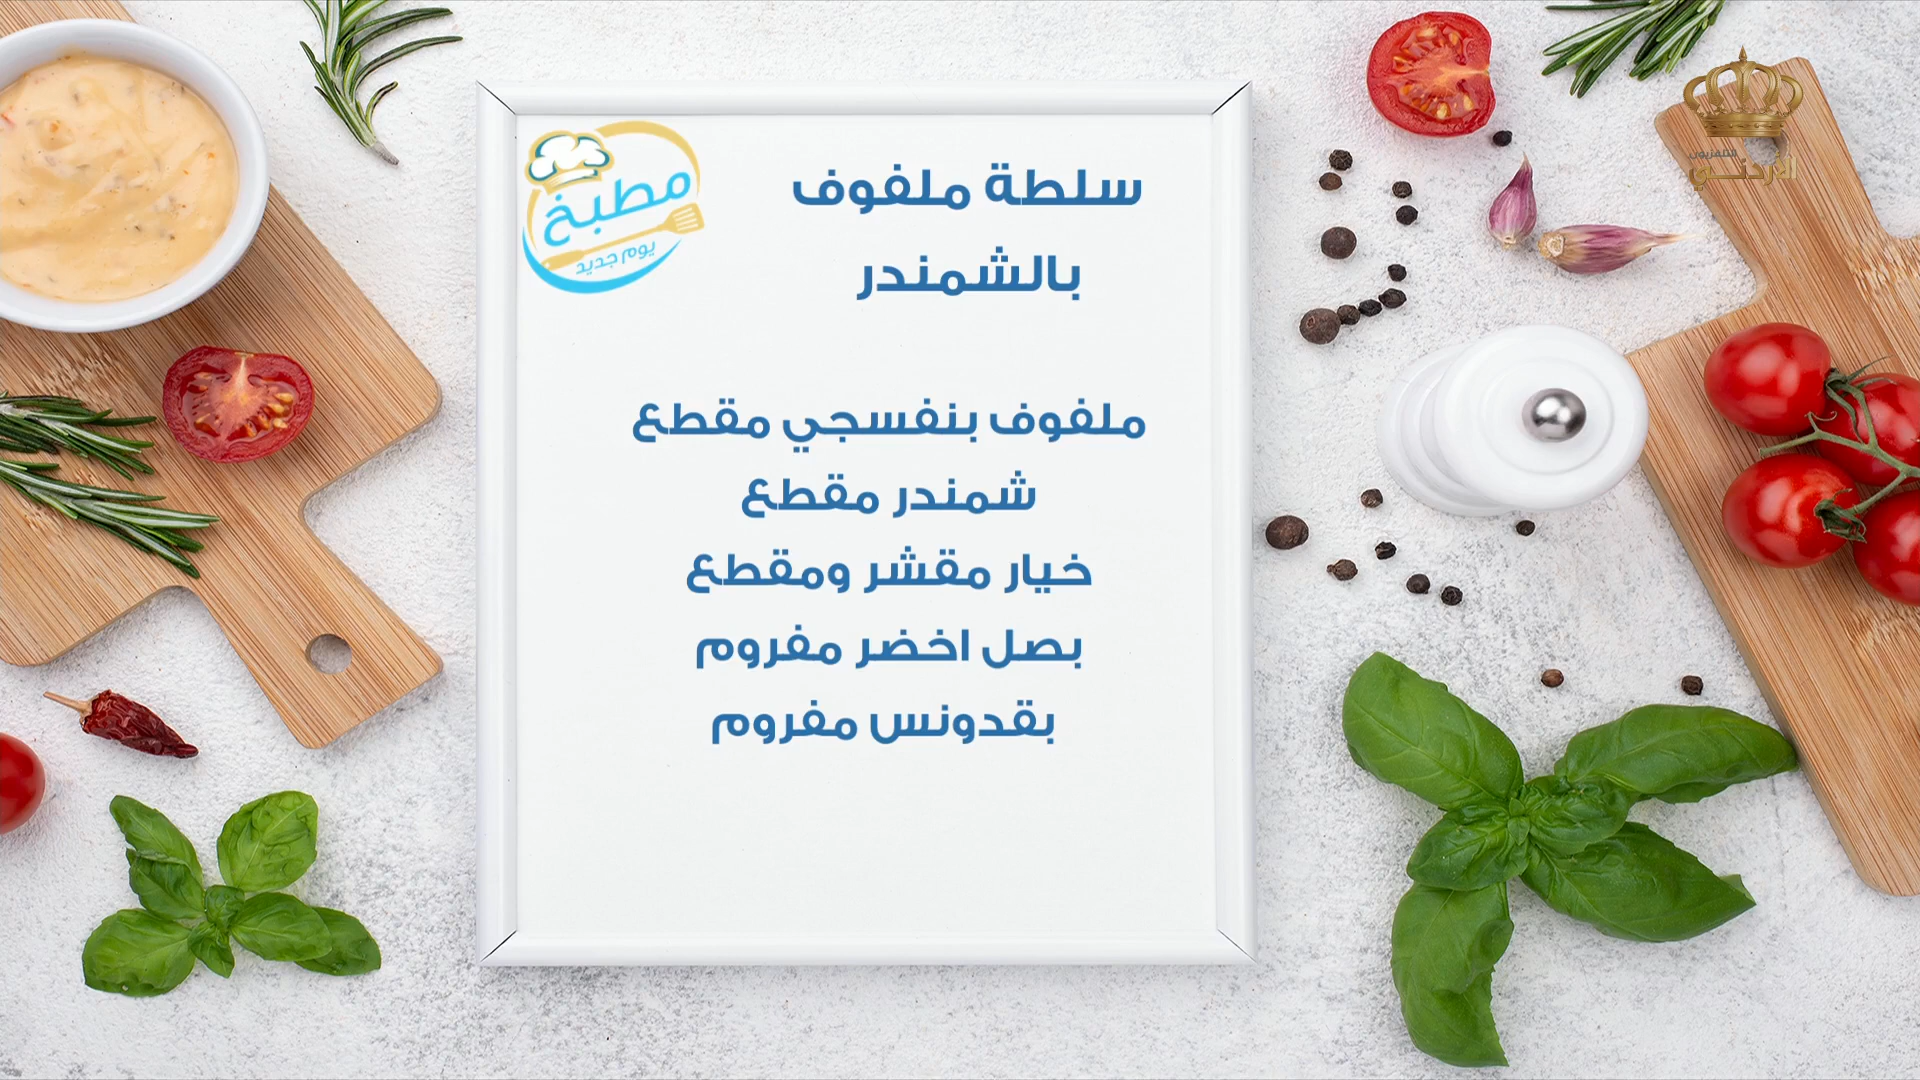 سلطة ملفوف
بالشمندر
مطبخ
يوم جديد
ملفوف بنفسجي مقطع
شمندر مقطع
خيار مقشر ومقطع
بصل اخضر مفروم
بقدونس مفروم
التلفزيون
الأردني